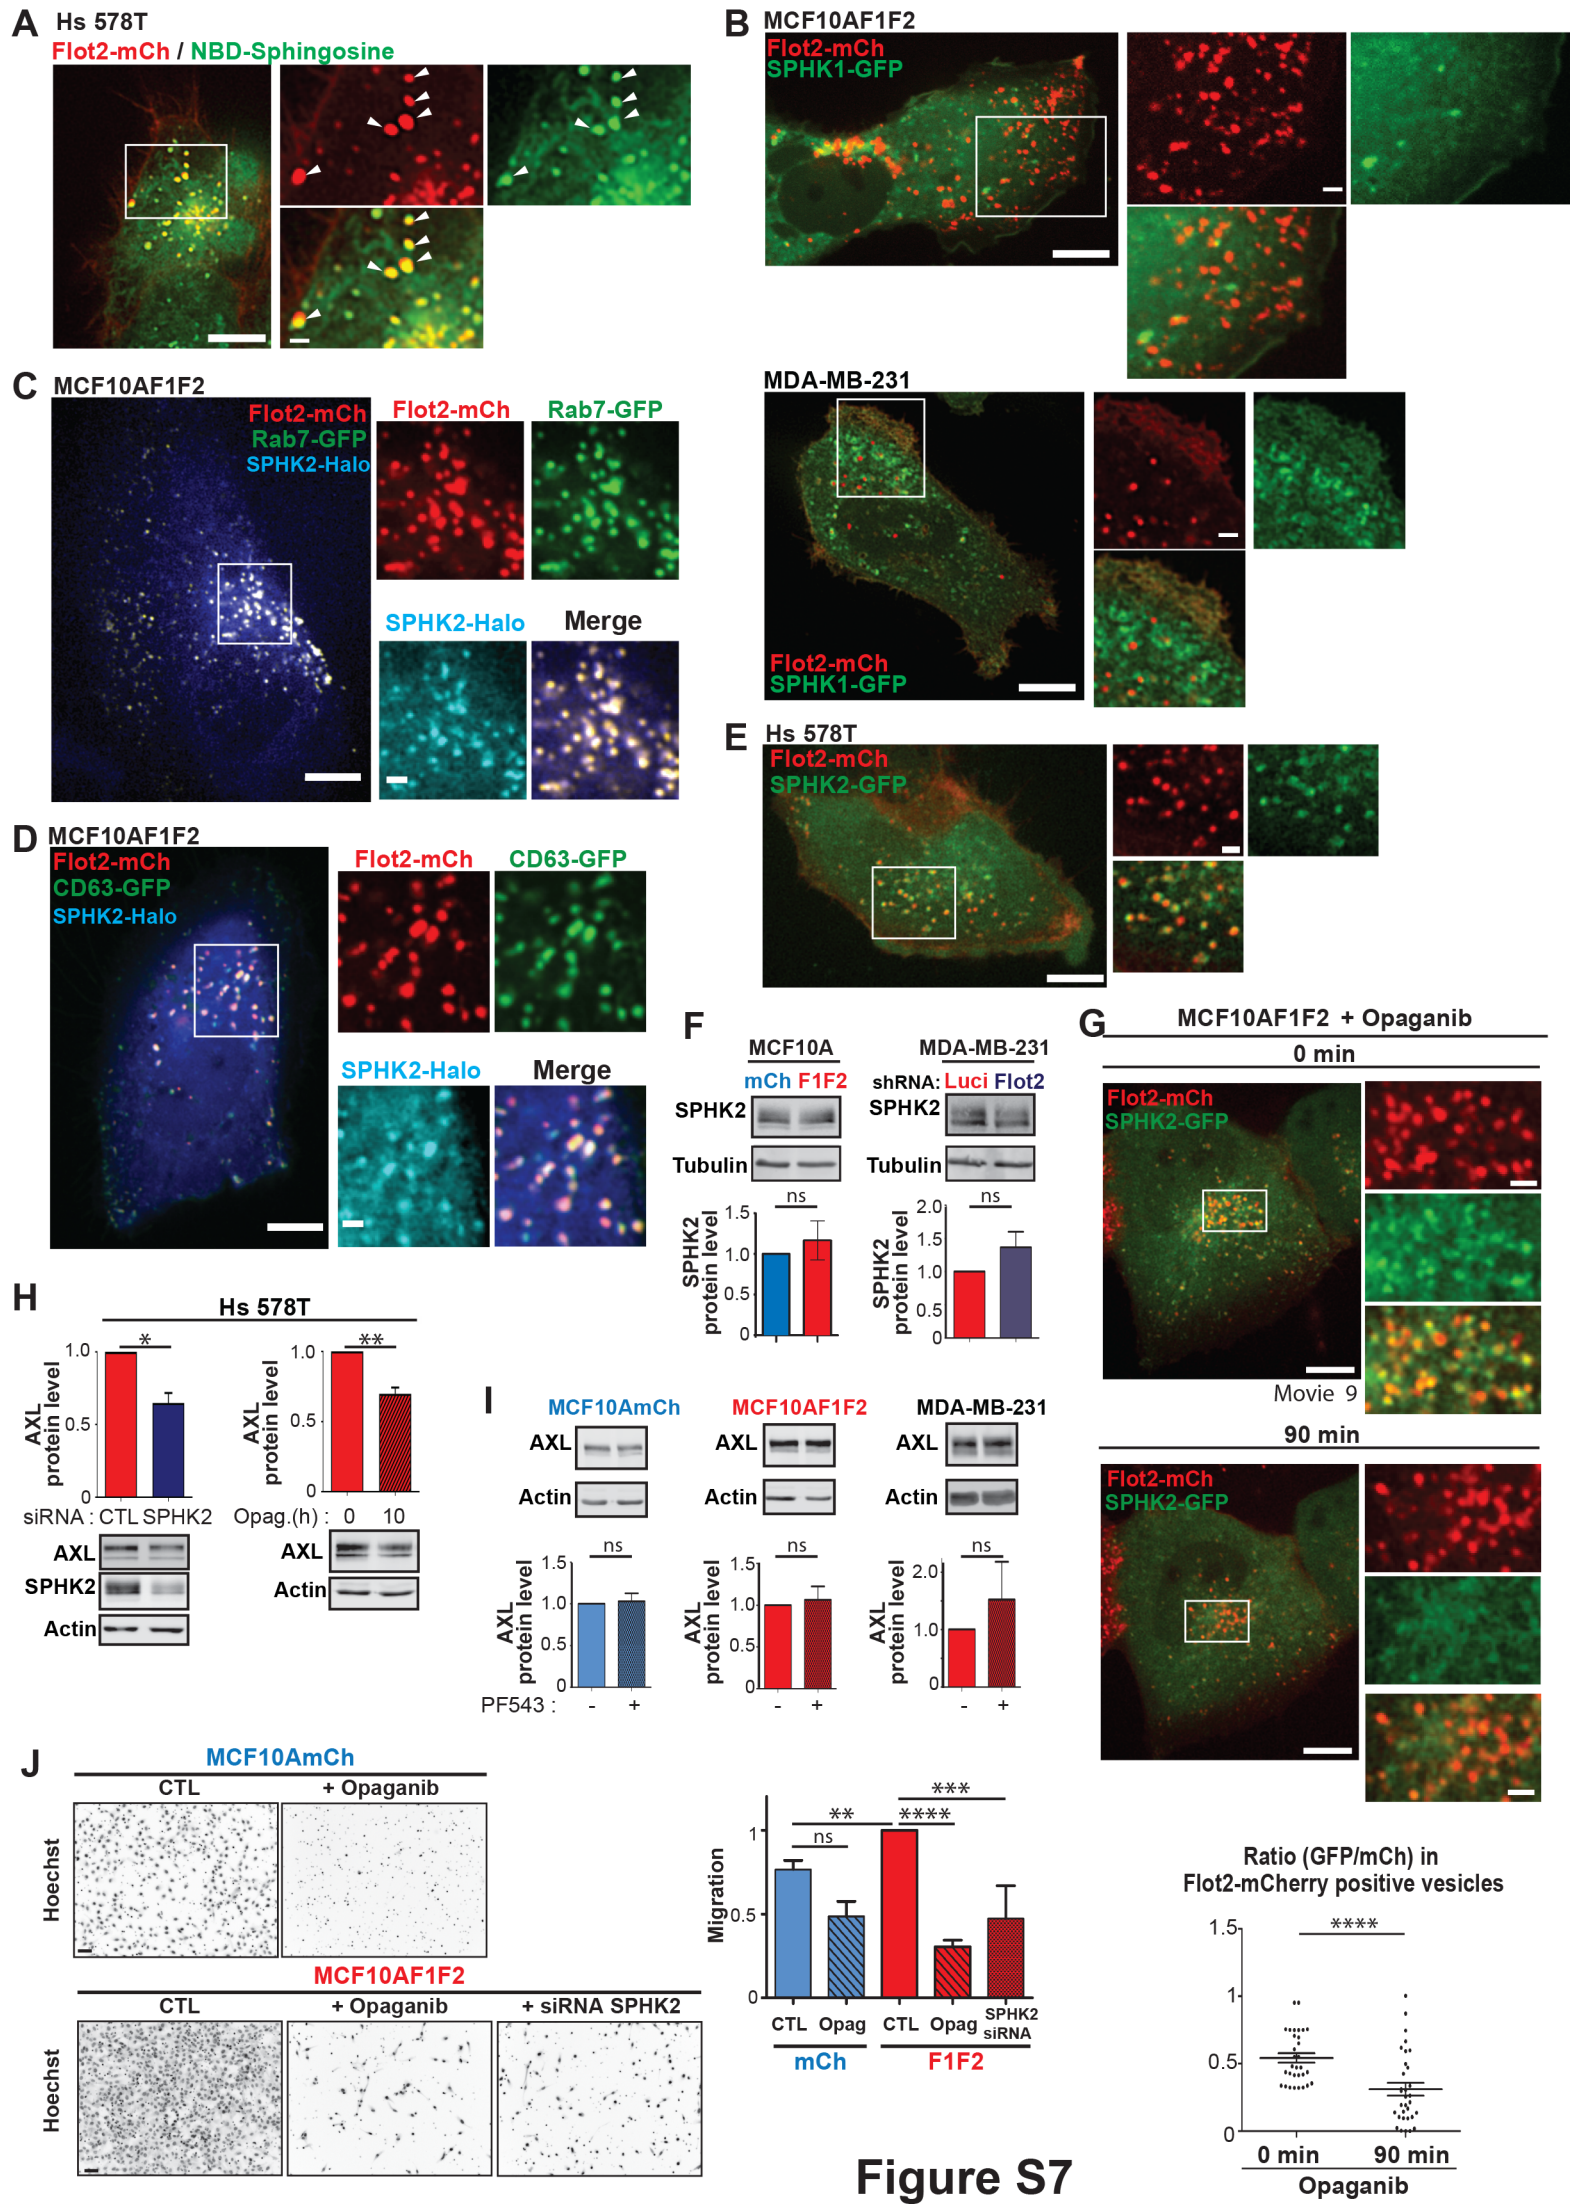 A Hs 578T
Flot2-mCh / NBD-Sphingosine
B MCF10AF1F2
Flot2-mCh
SPHK1-GFP
MDA-MB-231
Flot2-mCh
SPHK1-GFP
C MCF10AF1F2
Flot2-mCh
Rab7-GFP
SPHK2-Halo
Flot2-mCh Rab7-GFP
SPHK2-Halo Merge
D MCF10AF1F2
Flot2-mCh
CD63-GFP
SPHK2-Halo
Flot2-mCh CD63-GFP
SPHK2-Halo Merge
E Hs 578T
Flot2-mCh
SPHK2-GFP
F
MCF10A MDA-MB-231
mCh F1F2 shRNA: Luci Flot2
SPHK2 SPHK2
Tubulin Tubulin
ns ns
SPHK2 protein level
1.5
1.0
0.5
0
SPHK2 protein level
2.0
1.5
1.0
0.5
0
G
MCF10AF1F2 + Opaganib
0 min
Flot2-mCh
SPHK2-GFP
Movie 9
90 min
Flot2-mCh
SPHK2-GFP
Ratio (GFP/mCh) in
Flot2-mCherry positive vesicles
****
1.5
1
0.5
0
0 min 90 min
Opaganib
H
Hs 578T
* **
AXL protein level
1.0
0.5
0
AXL protein level
1.0
0.5
0
siRNA : CTL SPHK2 Opag.(h) : 0 10
AXL AXL
SPHK2 Actin
Actin
I
MCF10AmCh MCF10AF1F2 MDA-MB-231
AXL AXL AXL
Actin Actin Actin
ns ns ns
AXL protein level
1.5
1.0
0.5
0
AXL protein level
1.5
1.0
0.5
0
AXL protein level
2.0
1.0
0
PF543 : - + - + - +
J
MCF10AmCh
CTL + Opaganib
Hoechst
MCF10AF1F2
CTL + Opaganib + siRNA SPHK2
Hoechst
***
** ****
ns
Migration
1
0.5
0
CTL Opag CTL Opag SPHK2 siRNA
mCh F1F2
Figure S7